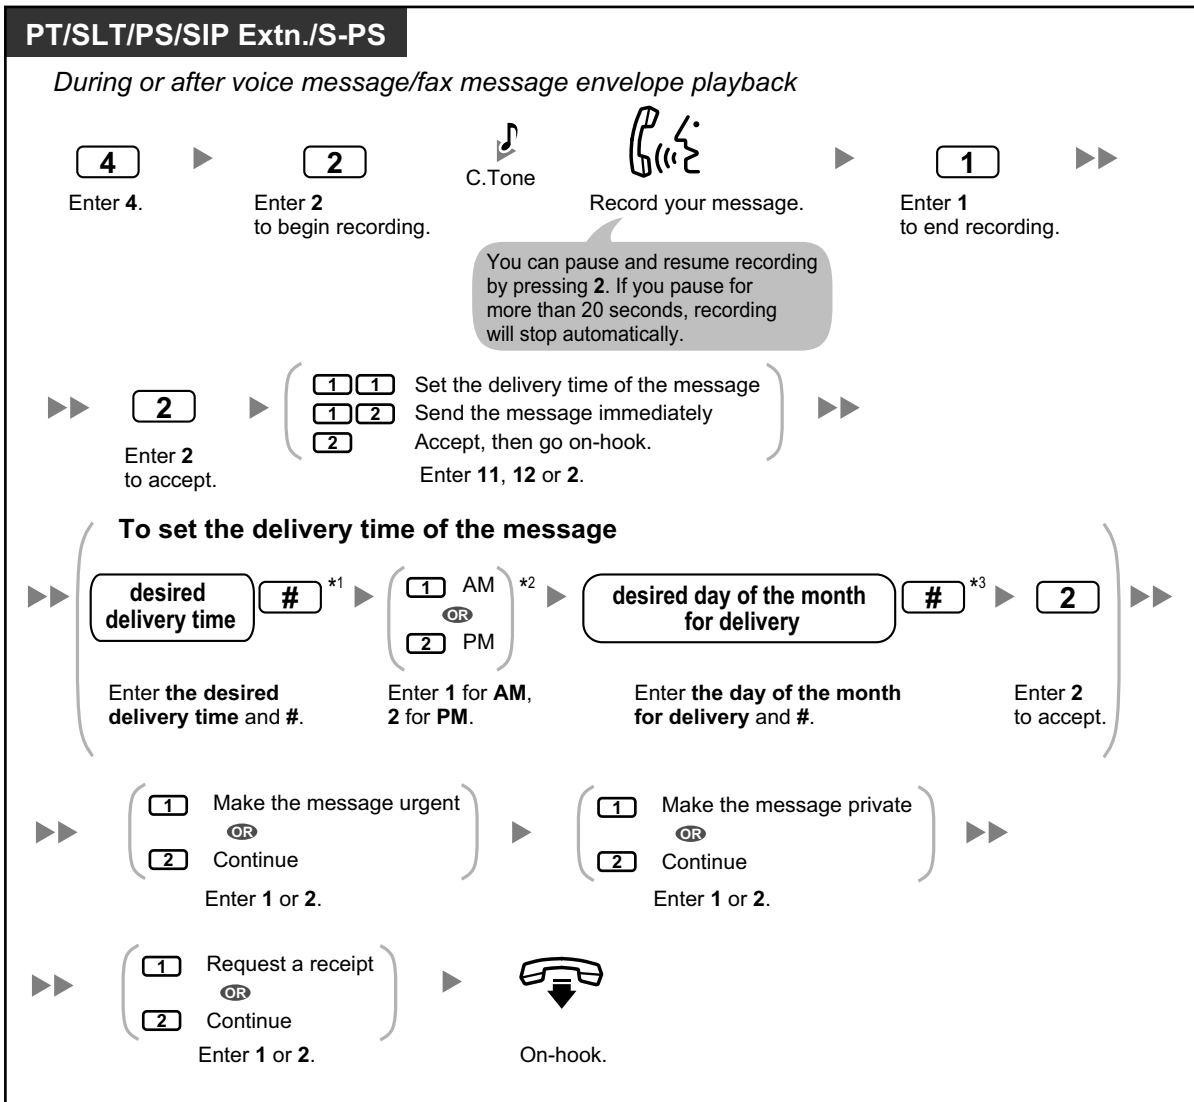 PT/SLT/PS/SIP Extn./S-PS
During or after voice message/fax message envelope playback
4
2
C.Tone
1
Enter 4.
Enter 2
to begin recording.
Record your message.
Enter 1
to end recording.
You can pause and resume recording
by pressing 2. If you pause for
more than 20 seconds, recording
will stop automatically.
2
Enter 2
to accept.
1 1 Set the delivery time of the message
1 2 Send the message immediately
2 Accept, then go on-hook.
Enter 11, 12 or 2.
To set the delivery time of the message
desired
delivery time
# *1
1 AM
OR
2 PM
*2
desired day of the month
for delivery
# *3
2
Enter the desired
delivery time and #.
Enter 1 for AM,
2 for PM.
Enter the day of the month
for delivery and #.
Enter 2
to accept.
1 Make the message urgent
OR
2 Continue
Enter 1 or 2.
1 Make the message private
OR
2 Continue
Enter 1 or 2.
1 Request a receipt
OR
2 Continue
Enter 1 or 2.
On-hook.